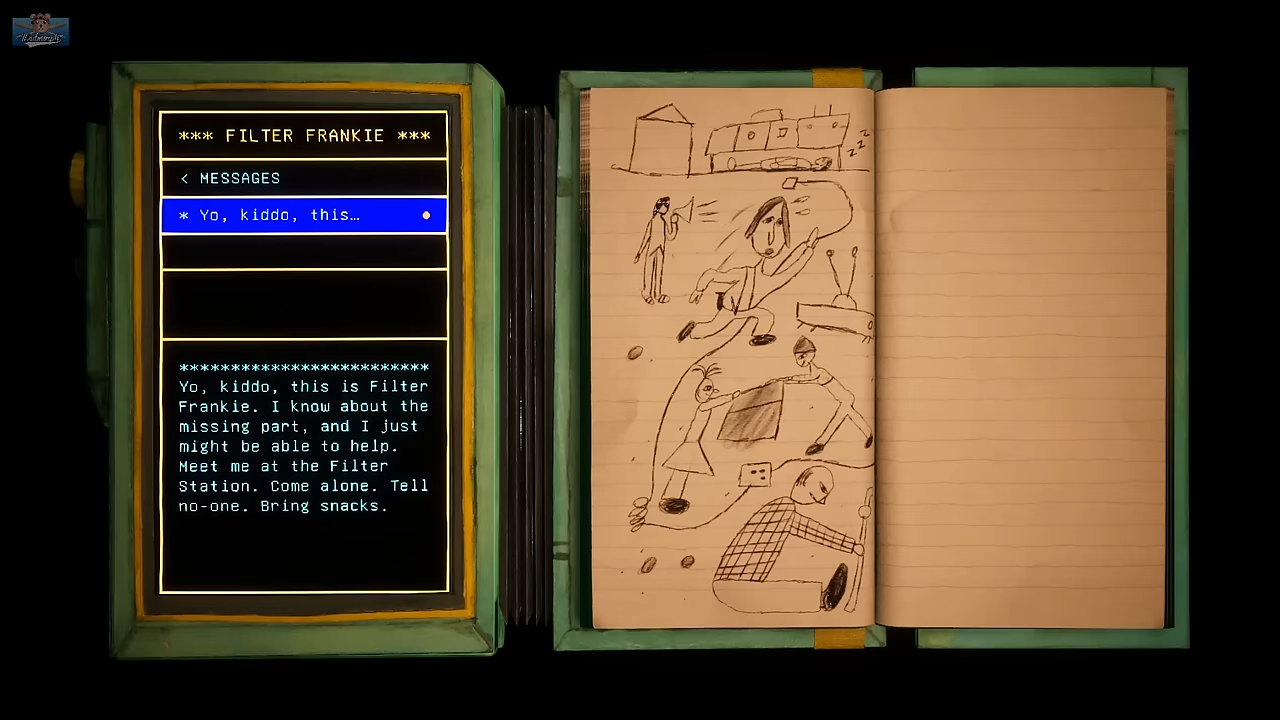 *** FILTER FRANKIE ***
< MESSAGES
* Yo, kiddo, this…
*************************
Yo, kiddo, this is Filter
Frankie. I know about the
missing part, and I just
might be able to help.
Meet me at the Filter
Station. Come alone. Tell
no-one. Bring snacks.
z
z
z z